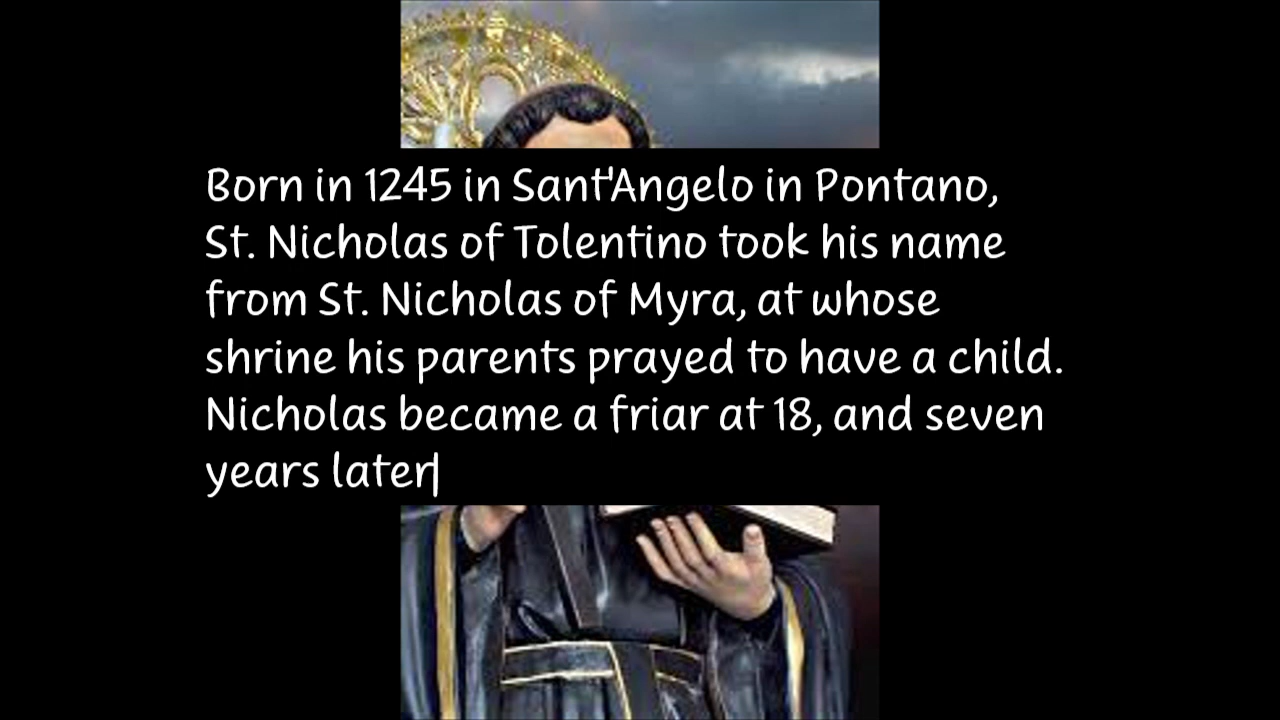 Born in 1245 in Sant'Angelo in Pontano,
St. Nicholas of Tolentino took his name
from St. Nicholas of Myra, at whose
shrine his parents prayed to have a child.
Nicholas became a friar at 18, and seven
years later